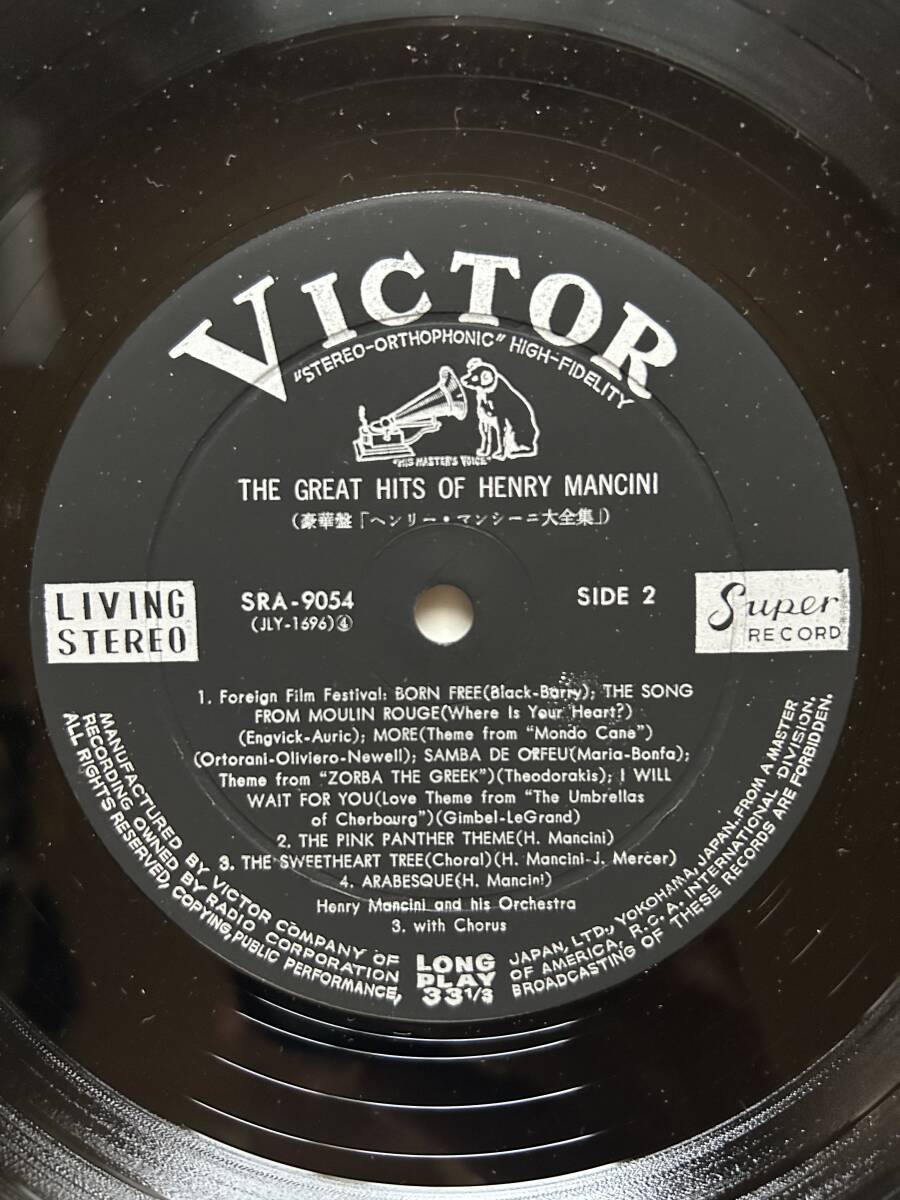 VICTOR
"STEREO-ORTHOPHONIC" HIGH-FIDELITY
"HIS MASTER'S VOICE"
THE GREAT HITS OF HENRY MANCINI
(豪華盤「ヘンリー・マンシーニ大全集」)
LIVING STEREO
SRA-9054
(JLY-1696)④
SIDE 2
Super RECORD
1. Foreign Film Festival: BORN FREE(Black-Barry); THE SONG
FROM MOULIN ROUGE(Where Is Your Heart?)
(Engvick-Auric); MORE(Theme from "Mondo Cane")
(Ortorani-Oliviero-Newell); SAMBA DE ORFEU(Maria-Bonfa);
Theme from "ZORBA THE GREEK")(Theodorakis); I WILL
WAIT FOR YOU(Love Theme from "The Umbrellas
of Cherbourg")(Gimbel-LeGrand)
2. THE PINK PANTHER THEME(H. Mancini)
3. THE SWEETHEART TREE(Choral)(H. Mancini-J. Mercer)
4. ARABESQUE(H. Mancini)
Henry Mancini and his Orchestra
3. with Chorus
LONG PLAY 33 1/3
MANUFACTURED BY VICTOR COMPANY OF JAPAN, LTD., YOKOHAMA, JAPAN. FROM A MASTER
RECORDING OWNED BY RADIO CORPORATION OF AMERICA, R.C.A. INTERNATIONAL DIVISION,
ALL RIGHTS RESERVED, COPYING, PUBLIC PERFORMANCE, BROADCASTING OF THESE RECORDS ARE FORBIDDEN.